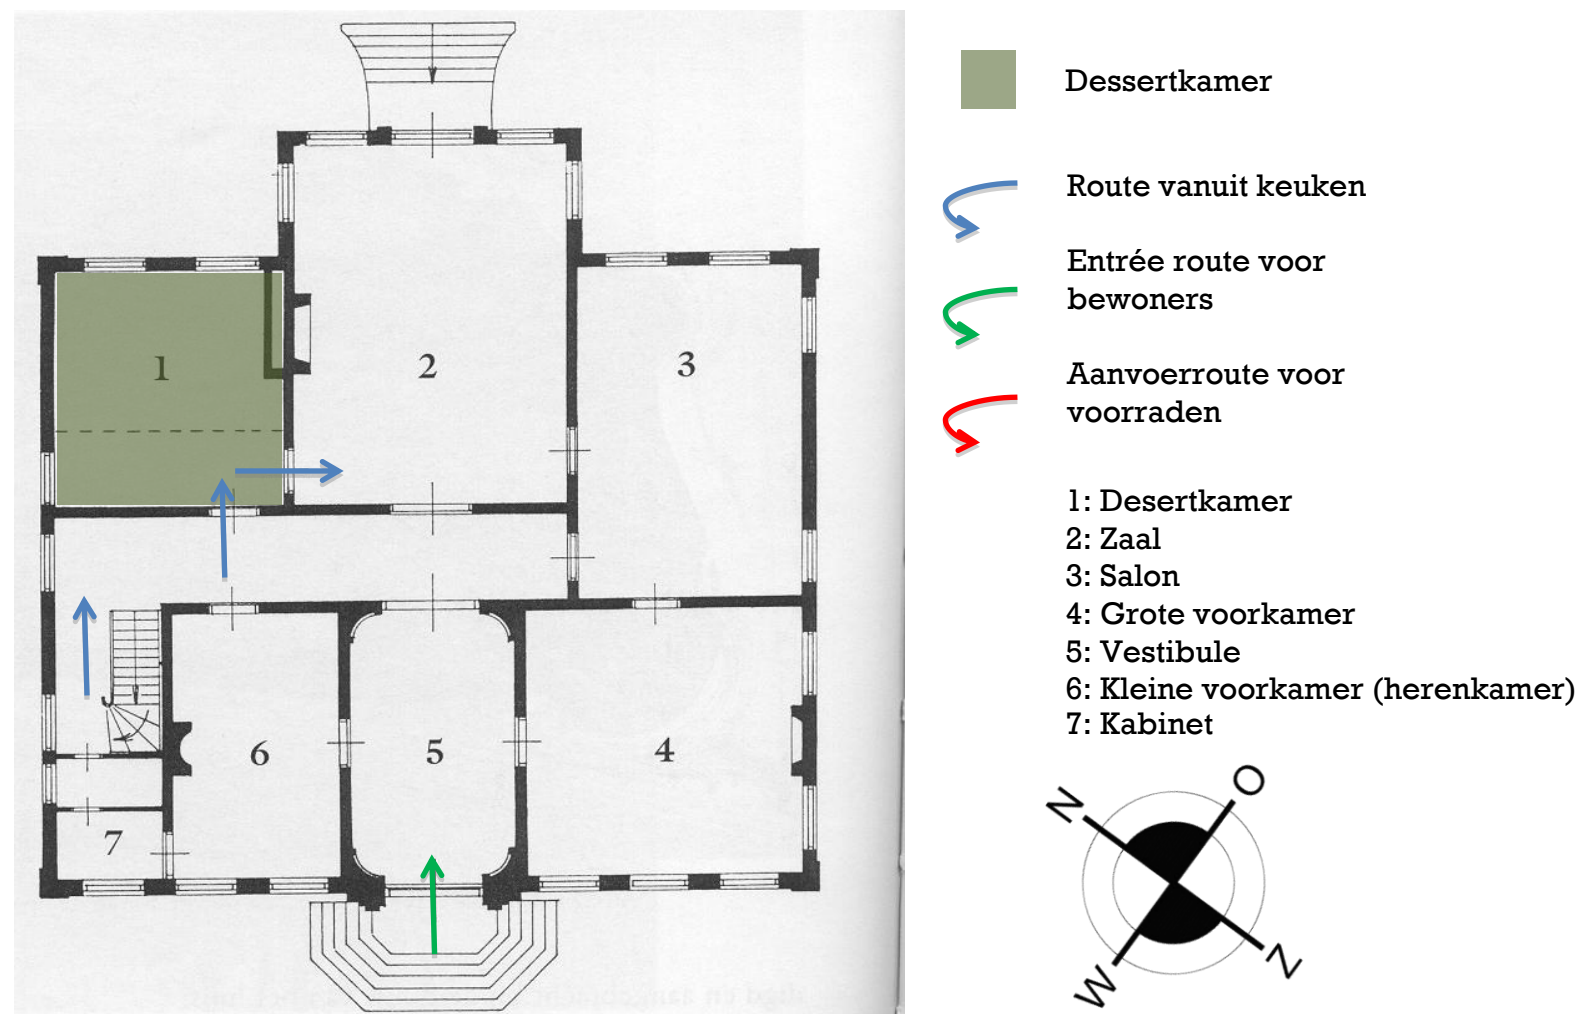 1
2
3
4
5
6
7
Dessertkamer
Route vanuit keuken
Entrée route voor
bewoners
Aanvoerroute voor
voorraden
1: Desertkamer
2: Zaal
3: Salon
4: Grote voorkamer
5: Vestibule
6: Kleine voorkamer (herenkamer)
7: Kabinet
N
O
W
Z